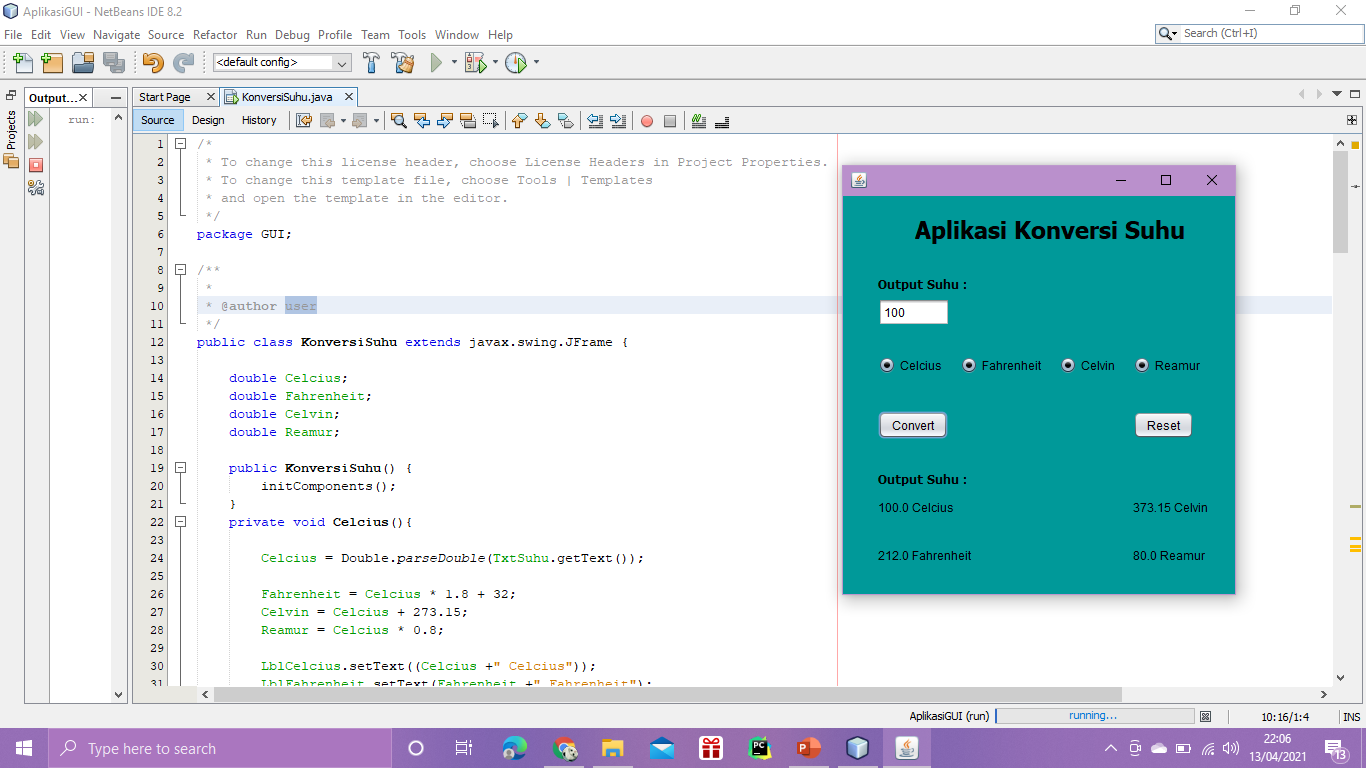 AplikasiGUI - NetBeans IDE 8.2
File Edit View Navigate Source Refactor Run Debug Profile Team Tools Window Help
Search (Ctrl+I)
<default config>
Projects
Output...
run:
Start Page
KonversiSuhu.java
Source Design History
1 /*
2 * To change this license header, choose License Headers in Project Properties.
3 * To change this template file, choose Tools | Templates
4 * and open the template in the editor.
5 */
6 package GUI;
7
8 /**
9 *
10 * @author user
11 */
12 public class KonversiSuhu extends javax.swing.JFrame {
13
14 double Celcius;
15 double Fahrenheit;
16 double Celvin;
17 double Reamur;
18
19 public KonversiSuhu() {
20 initComponents();
21 }
22 private void Celcius(){
23
24 Celcius = Double.parseDouble(TxtSuhu.getText());
25
26 Fahrenheit = Celcius * 1.8 + 32;
27 Celvin = Celcius + 273.15;
28 Reamur = Celcius * 0.8;
29
30 LblCelcius.setText((Celcius +" Celcius"));
31 LblFahrenheit.setText(Fahrenheit +" Fahrenheit");
Aplikasi Konversi Suhu
Output Suhu :
100
Celcius Fahrenheit Celvin Reamur
Convert Reset
Output Suhu :
100.0 Celcius 373.15 Celvin
212.0 Fahrenheit 80.0 Reamur
AplikasiGUI (run) running... 10:16/1:4 INS
Type here to search
PC
P
22:06
13/04/2021
13